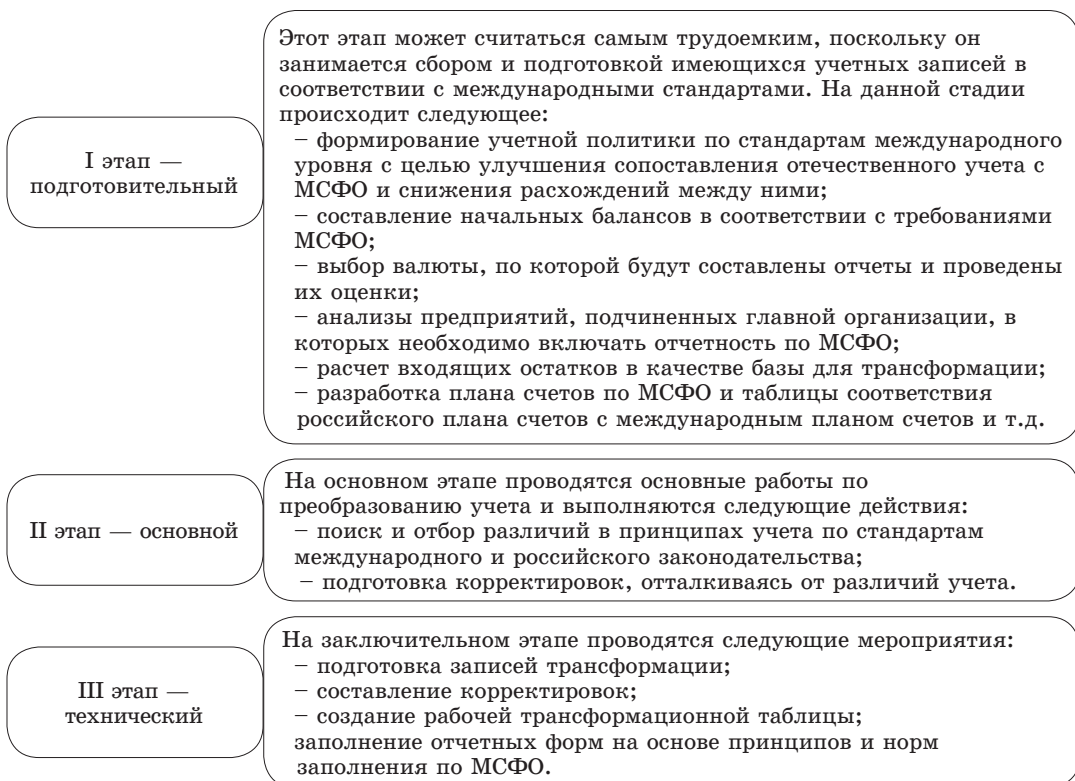 I этап —
подготовительный
Этот этап может считаться самым трудоемким, поскольку он
занимается сбором и подготовкой имеющихся учетных записей в
соответствии с международными стандартами. На данной стадии
происходит следующее:
– формирование учетной политики по стандартам международного
уровня с целью улучшения сопоставления отечественного учета с
МСФО и снижения расхождений между ними;
– составление начальных балансов в соответствии с требованиями
МСФО;
– выбор валюты, по которой будут составлены отчеты и проведены
их оценки;
– анализы предприятий, подчиненных главной организации, в
которых необходимо включать отчетность по МСФО;
– расчет входящих остатков в качестве базы для трансформации;
– разработка плана счетов по МСФО и таблицы соответствия
российского плана счетов с международным планом счетов и т.д.
II этап — основной
На основном этапе проводятся основные работы по
преобразованию учета и выполняются следующие действия:
– поиск и отбор различий в принципах учета по стандартам
международного и российского законодательства;
– подготовка корректировок, отталкиваясь от различий учета.
III этап —
технический
На заключительном этапе проводятся следующие мероприятия:
– подготовка записей трансформации;
– составление корректировок;
– создание рабочей трансформационной таблицы;
заполнение отчетных форм на основе принципов и норм
заполнения по МСФО.